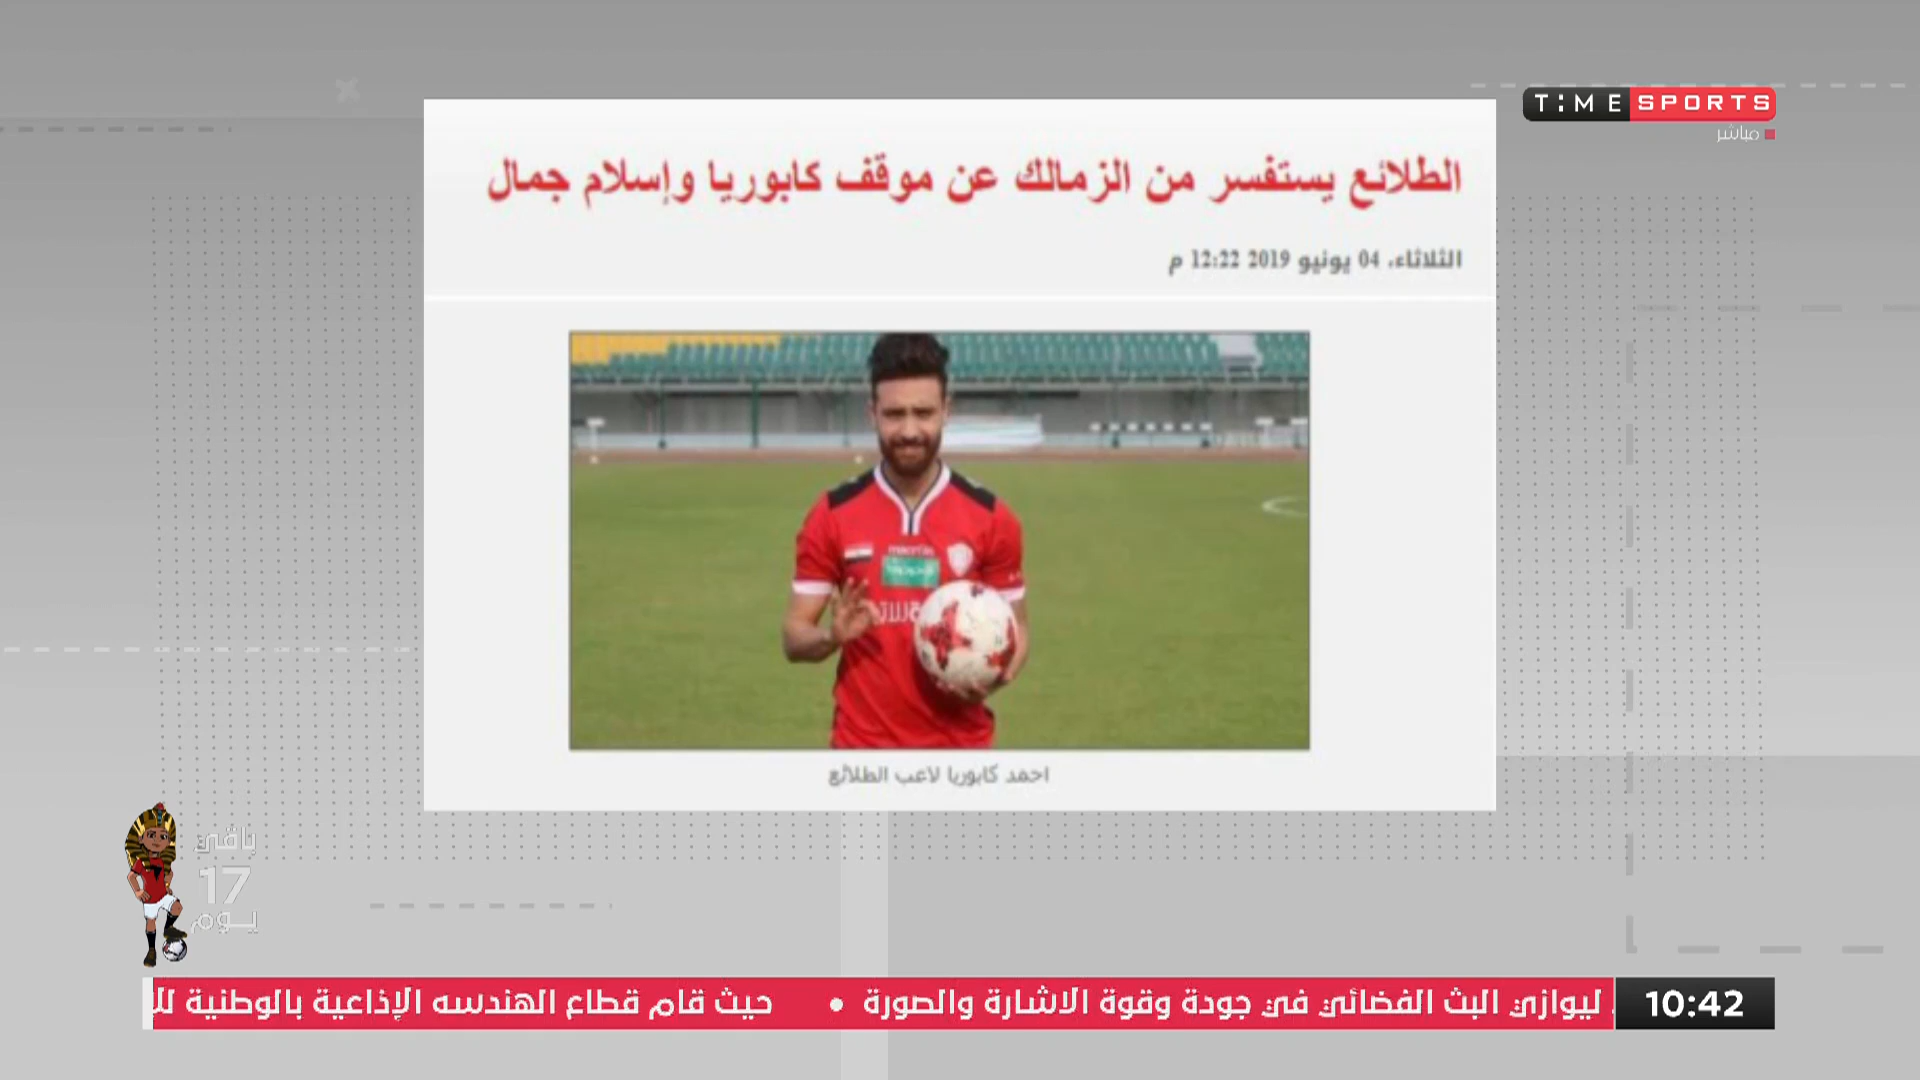 TIME SPORTS
مباشر
الطلائع يستفسر من الزمالك عن موقف كابوريا وإسلام جمال
الثلاثاء، 04 يونيو 2019 12:22 م
macron
احمد كابوريا لاعب الطلائع
باقي
17
يوم
ليوازي البث الفضائي في جودة وقوة الاشارة والصورة • حيث قام قطاع الهندسه الإذاعية بالوطنية
10:42